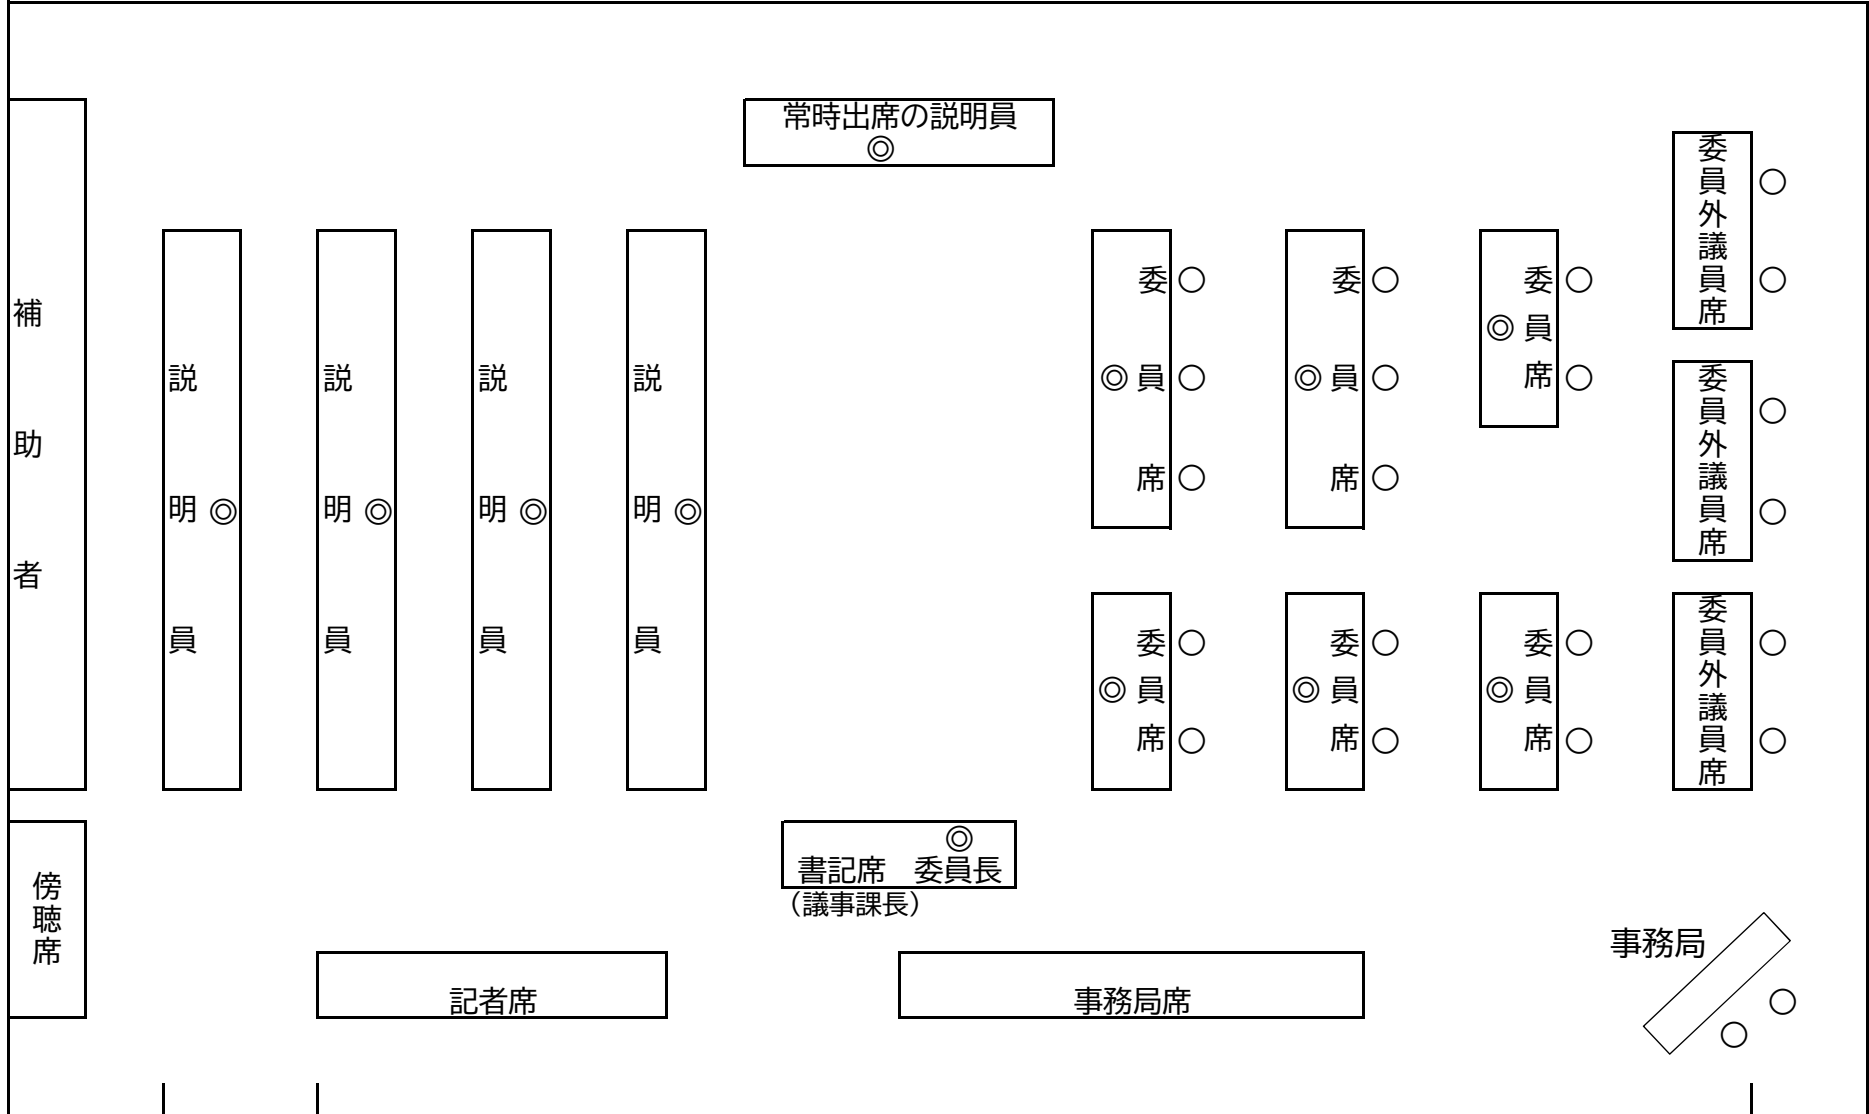 常時出席の説明員
◎
補助者
説明員
◎
説明員
◎
説明員
◎
説明員
◎
委員席
◎
○
○
○
委員席
◎
○
○
○
委員席
◎
○
○
委員外議員席
○
○
委員外議員席
○
○
委員席
◎
○
○
委員席
◎
○
○
委員席
◎
○
○
委員外議員席
○
○
◎
書記席　委員長
（議事課長）
傍聴席
記者席
事務局席
事務局
○
○